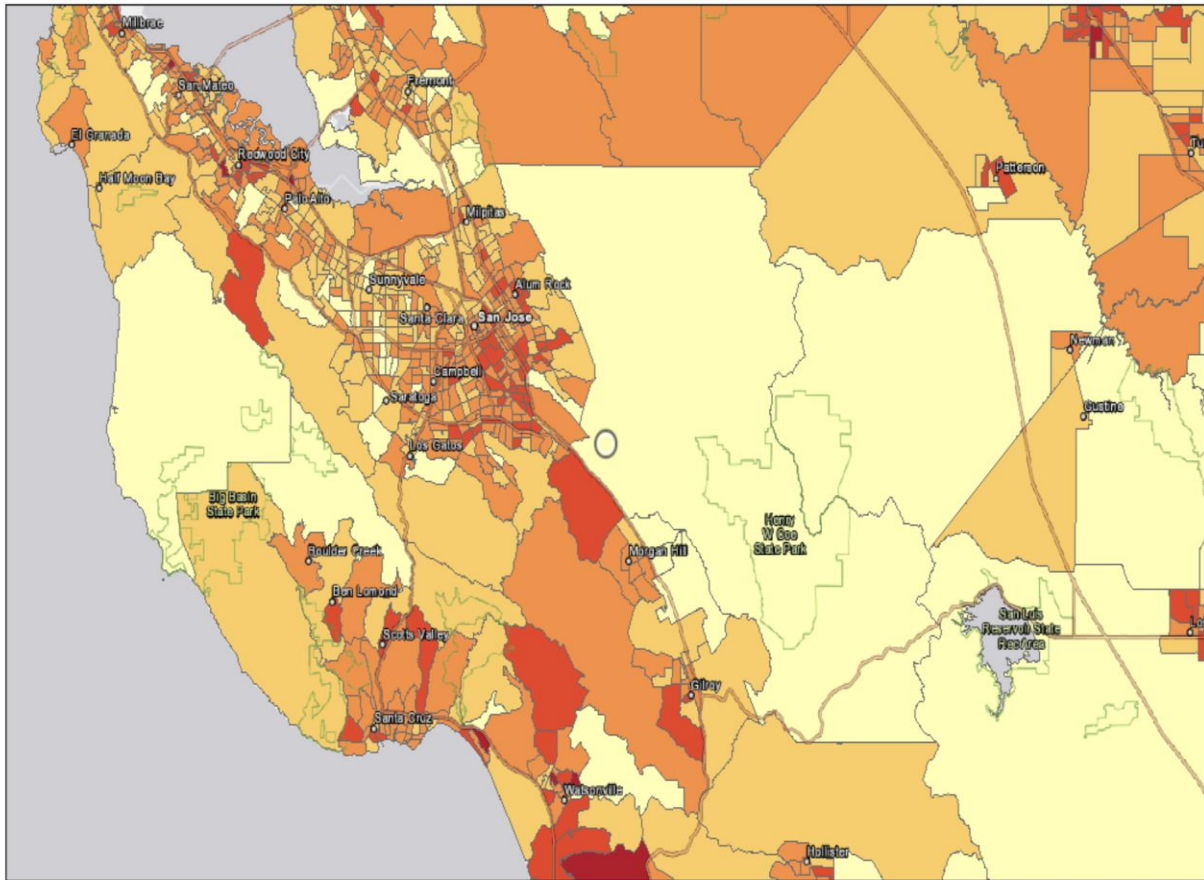 Millbrae
San Mateo
Fremont
El Granada
Redwood City
Half Moon Bay
Palo Alto
Patterson
Milpitas
Sunnyvale
Alum Rock
Santa Clara
San Jose
Newman
Campbell
Saratoga
Gustine
Los Gatos
Big Basin
State Park
Henry
W Coe
State Park
Boulder Creek
Morgan Hill
Ben Lomond
Scotts Valley
San Luis
Reservoir State
Rec Area
Los
Gilroy
Santa Cruz
Watsonville
Hollister